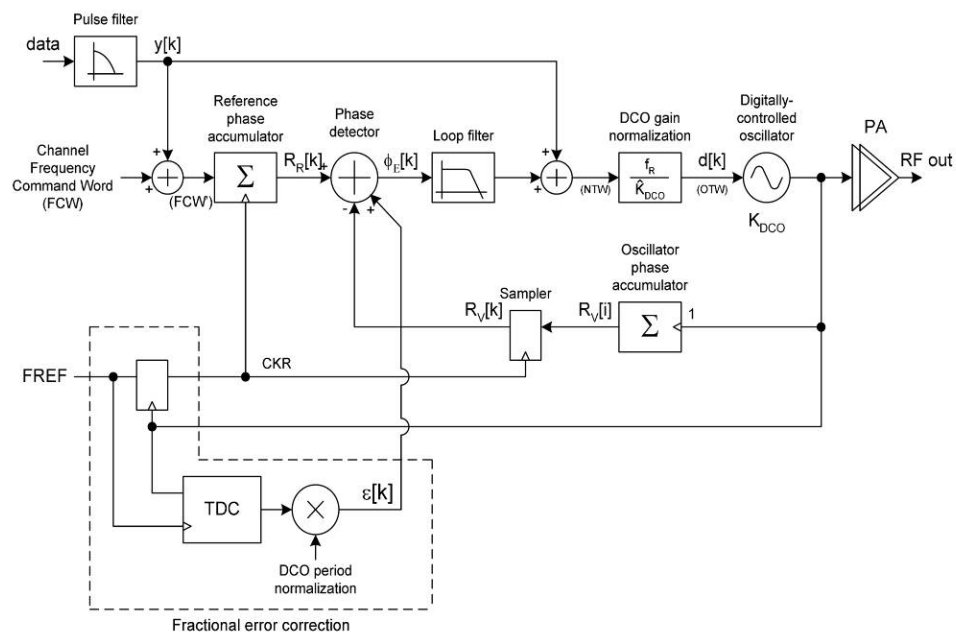 Pulse filter
data
y[k]
Reference
phase
accumulator
Phase
detector
Loop filter
DCO gain
normalization
Digitally-
controlled
oscillator
PA
Channel
Frequency
Command Word
(FCW)
+
+
+
(FCW')
Σ
R_R[k]
+
+
-
+
ϕ_E[k]
+
+
+
(NTW)
f_R
K̂_DCO
d[k]
(OTW)
K_DCO
RF out
Oscillator
phase
accumulator
Sampler
R_V[k]
R_V[i]
Σ
1
FREF
CKR
TDC
×
ε[k]
DCO period
normalization
Fractional error correction